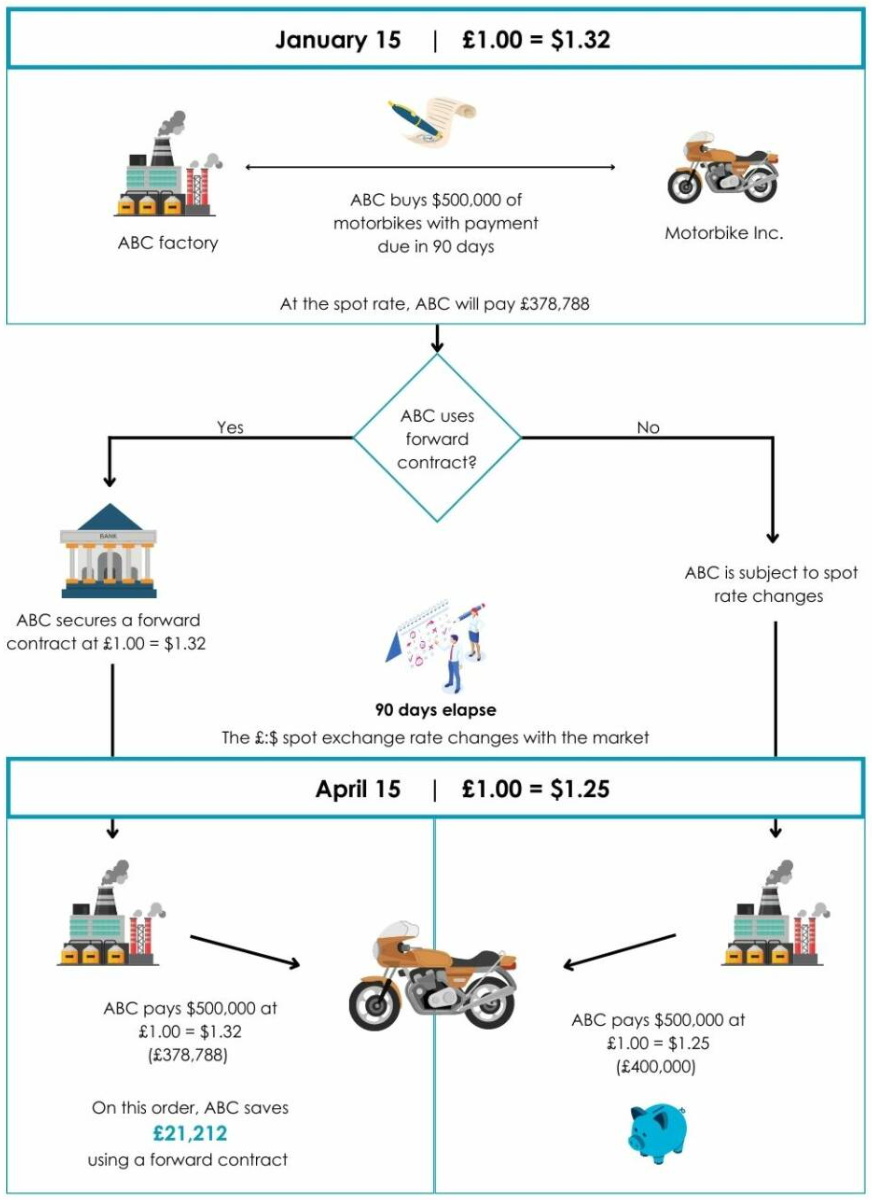 January 15 | £1.00 = $1.32
ABC factory
ABC buys $500,000 of
motorbikes with payment
due in 90 days
Motorbike Inc.
At the spot rate, ABC will pay £378,788
ABC uses
forward
contract?
Yes
No
BANK
ABC secures a forward
contract at £1.00 = $1.32
ABC is subject to spot
rate changes
90 days elapse
The £:$ spot exchange rate changes with the market
April 15 | £1.00 = $1.25
ABC pays $500,000 at
£1.00 = $1.32
(£378,788)
On this order, ABC saves
£21,212
using a forward contract
ABC pays $500,000 at
£1.00 = $1.25
(£400,000)